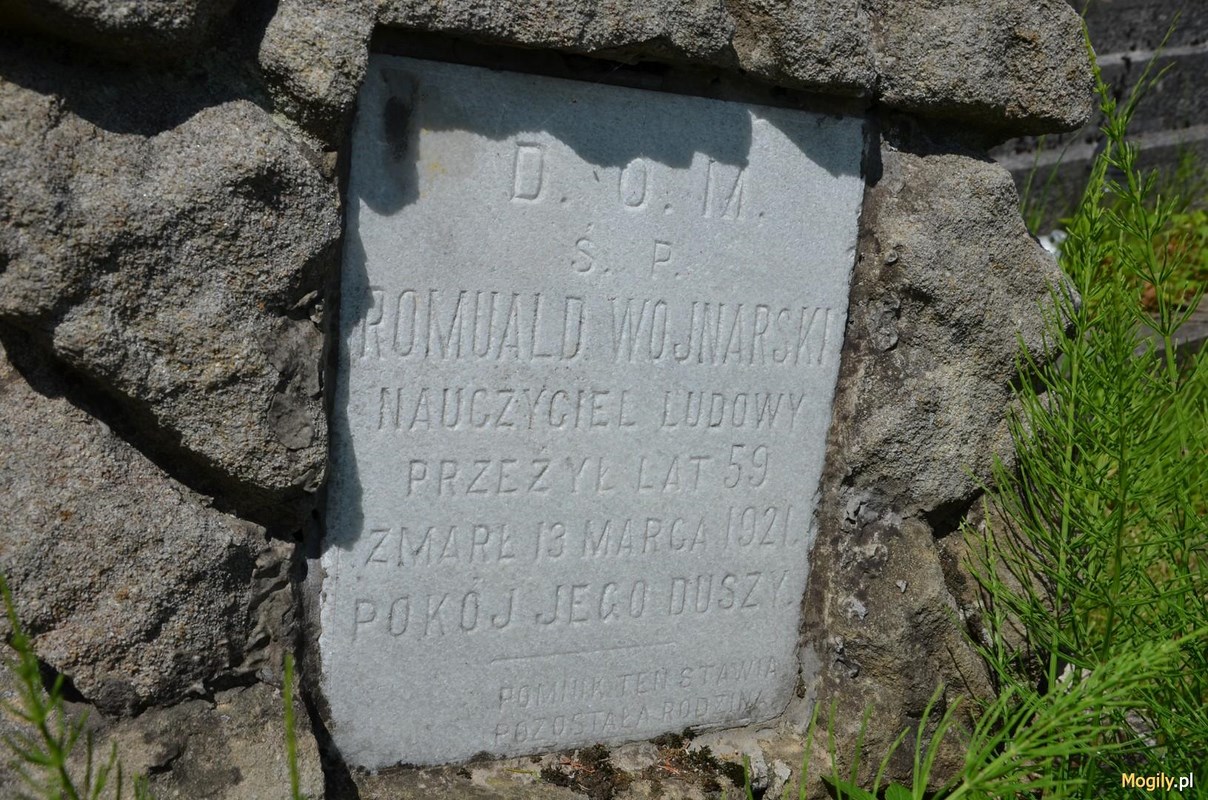 D. O. M.
Ś. P.
ROMUALD WOJNARSKI
NAUCZYCIEL LUDOWY
PRZEŻYŁ LAT 59
ZMARŁ 13 MARCA 1921.
POKÓJ JEGO DUSZY.
POMNIK TEN STAWIA
POZOSTAŁA RODZINA
Mogily.pl